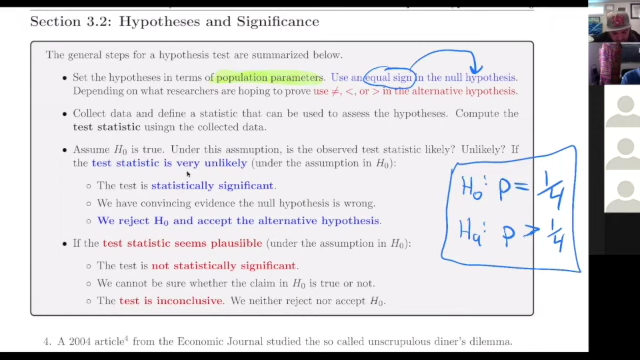 Section 3.2: Hypotheses and Significance
The general steps for a hypothesis test are summarized below.
• Set the hypotheses in terms of population parameters. Use an equal sign in the null hypothesis.
Depending on what researchers are hoping to prove use ≠, <, or > in the alternative hypothesis.
• Collect data and define a statistic that can be used to assess the hypotheses. Compute the
test statistic usingn the collected data.
• Assume H₀ is true. Under this assmuption, is the observed test statistic likely? Unlikely? If
the test statistic is very unlikely (under the assumption in H₀):
○ The test is statistically significant.
○ We have convincing evidence the null hypothesis is wrong.
○ We reject H₀ and accept the alternative hypothesis.
• If the test statistic seems plausible (under the assumption in H₀):
○ The test is not statistically significant.
○ We cannot be sure whether the claim in H₀ is true or not.
○ The test is inconclusive. We neither reject nor accept H₀.
H₀: p = 1/4
Hₐ: p > 1/4
4. A 2004 article⁴ from the Economic Journal studied the so called unscrupulous diner's dilemma.